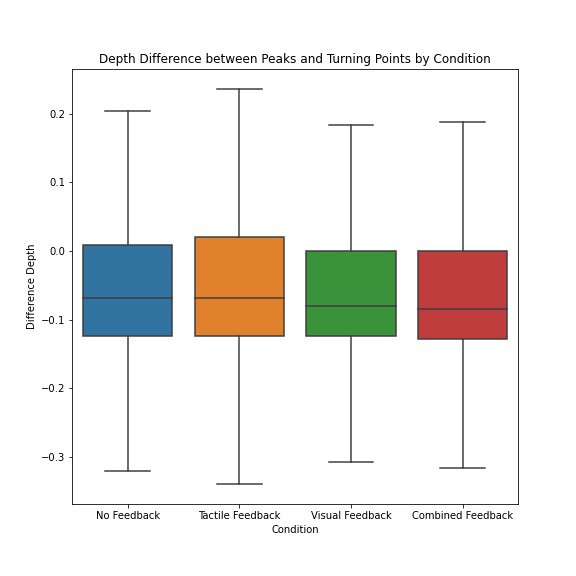 Depth Difference between Peaks and Turning Points by Condition
0.2
0.1
0.0
−0.1
−0.2
−0.3
Difference Depth
No Feedback
Tactile Feedback
Visual Feedback
Combined Feedback
Condition